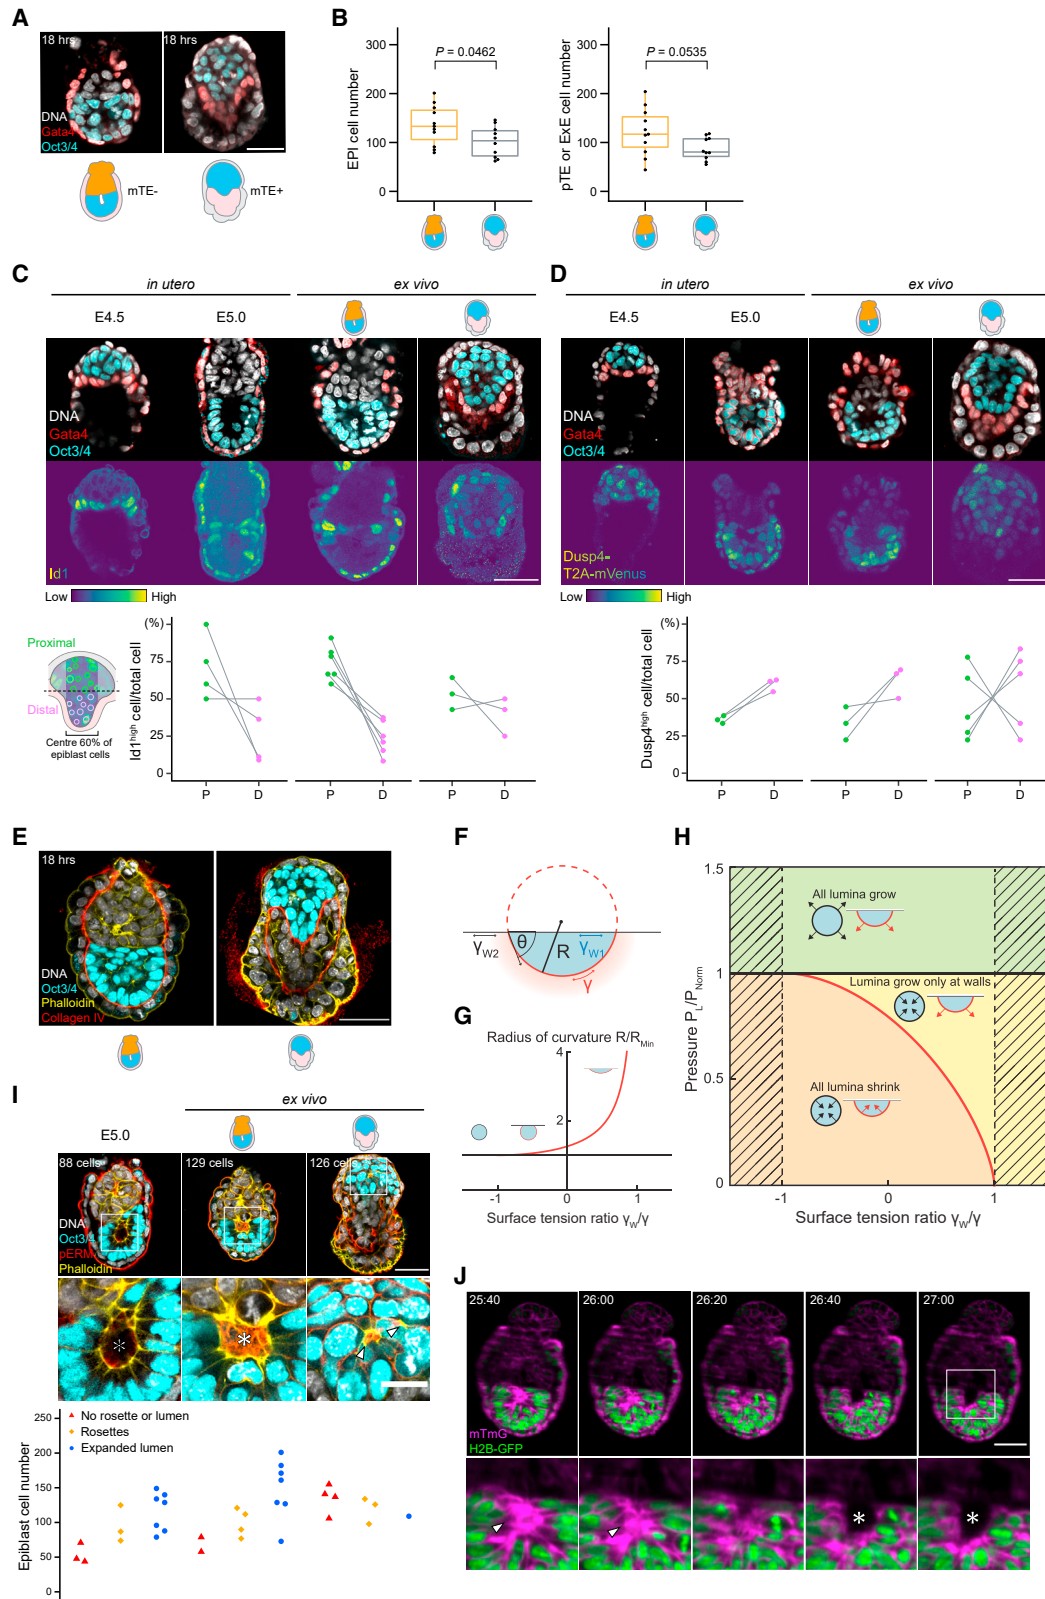 A
18 hrs
18 hrs
DNA
Gata4
Oct3/4
mTE-
mTE+
B
EPI cell number
300
200
100
0
P = 0.0462
pTE or ExE cell number
300
200
100
0
P = 0.0535
C
in utero
ex vivo
E4.5
E5.0
DNA
Gata4
Oct3/4
Id1
Low
High
Proximal
Distal
Centre 60% of
epiblast cells
Id1high cell/total cell
(%)
75
50
25
0
P
D
P
D
P
D
D
in utero
ex vivo
E4.5
E5.0
DNA
Gata4
Oct3/4
Dusp4-
T2A-mVenus
Low
High
Dusp4high cell/total cell
(%)
75
50
25
0
P
D
P
D
P
D
E
18 hrs
DNA
Oct3/4
Phalloidin
Collagen IV
F
θ
R
γW2
γW1
γ
G
Radius of curvature R/RMin
4
2
-1
0
1
Surface tension ratio γW/γ
H
Pressure PL/PNorm
1.5
1
0.5
0
All lumina grow
Lumina grow only at walls
All lumina shrink
-1
0
1
Surface tension ratio γW/γ
I
ex vivo
E5.0
88 cells
129 cells
126 cells
DNA
Oct3/4
pERM
Phalloidin
*
*
Epiblast cell number
250
200
150
100
50
0
No rosette or lumen
Rosettes
Expanded lumen
J
25:40
26:00
26:20
26:40
27:00
mTmG
H2B-GFP
*
*